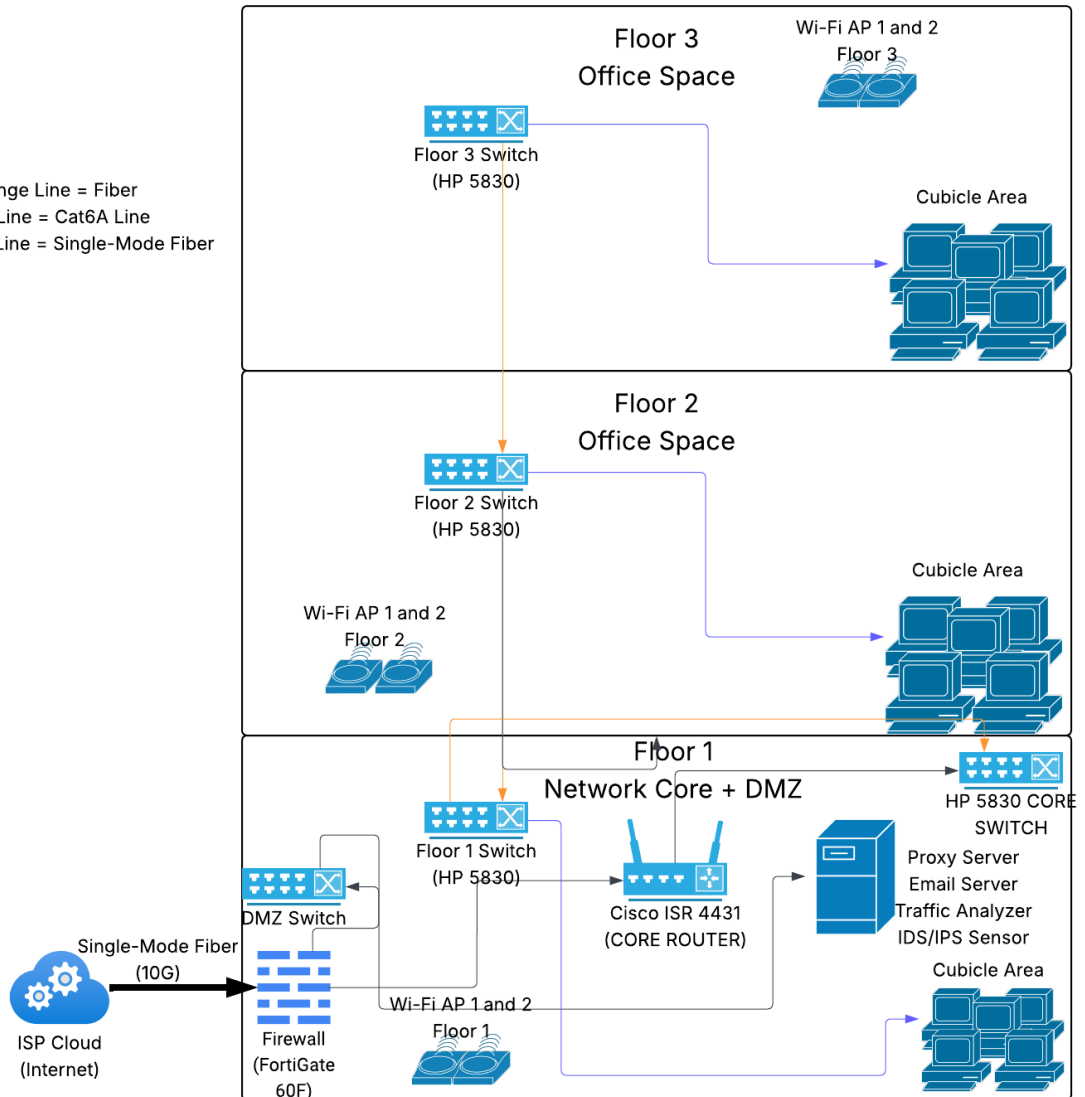 Floor 3
Office Space
Wi-Fi AP 1 and 2
Floor 3
Floor 3 Switch
(HP 5830)
Cubicle Area
Line = Fiber
Line = Cat6A Line
Line = Single-Mode Fiber
Floor 2
Office Space
Floor 2 Switch
(HP 5830)
Cubicle Area
Wi-Fi AP 1 and 2
Floor 2
Floor 1
Network Core + DMZ
HP 5830 CORE
SWITCH
Floor 1 Switch
(HP 5830)
DMZ Switch
Cisco ISR 4431
(CORE ROUTER)
Proxy Server
Email Server
Traffic Analyzer
IDS/IPS Sensor
Single-Mode Fiber
(10G)
ISP Cloud
(Internet)
Firewall
(FortiGate
60F)
Wi-Fi AP 1 and 2
Floor 1
Cubicle Area